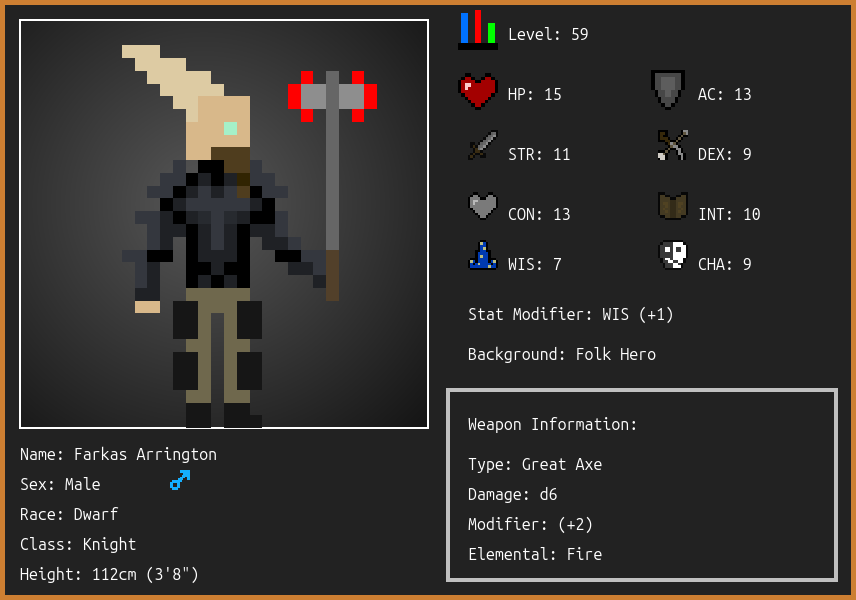 Level: 59
HP: 15
AC: 13
STR: 11
DEX: 9
CON: 13
INT: 10
WIS: 7
CHA: 9
Stat Modifier: WIS (+1)
Background: Folk Hero
Weapon Information:
Type: Great Axe
Damage: d6
Modifier: (+2)
Elemental: Fire
Name: Farkas Arrington
Sex: Male
Race: Dwarf
Class: Knight
Height: 112cm (3'8")